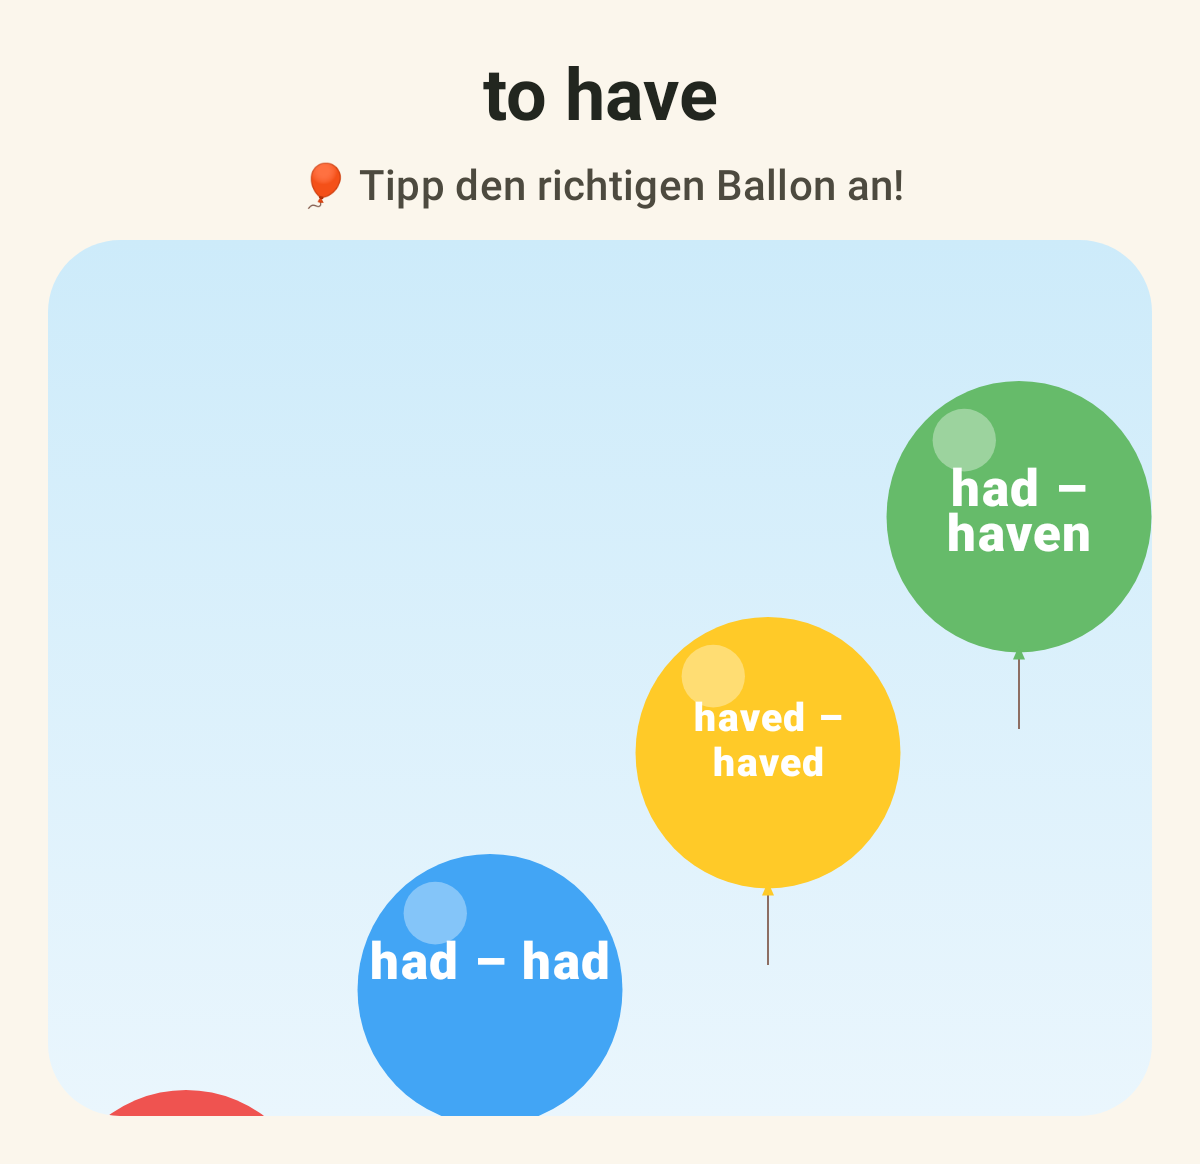 to have
🎈 Tipp den richtigen Ballon an!
had –
haven
haved –
haved
had – had